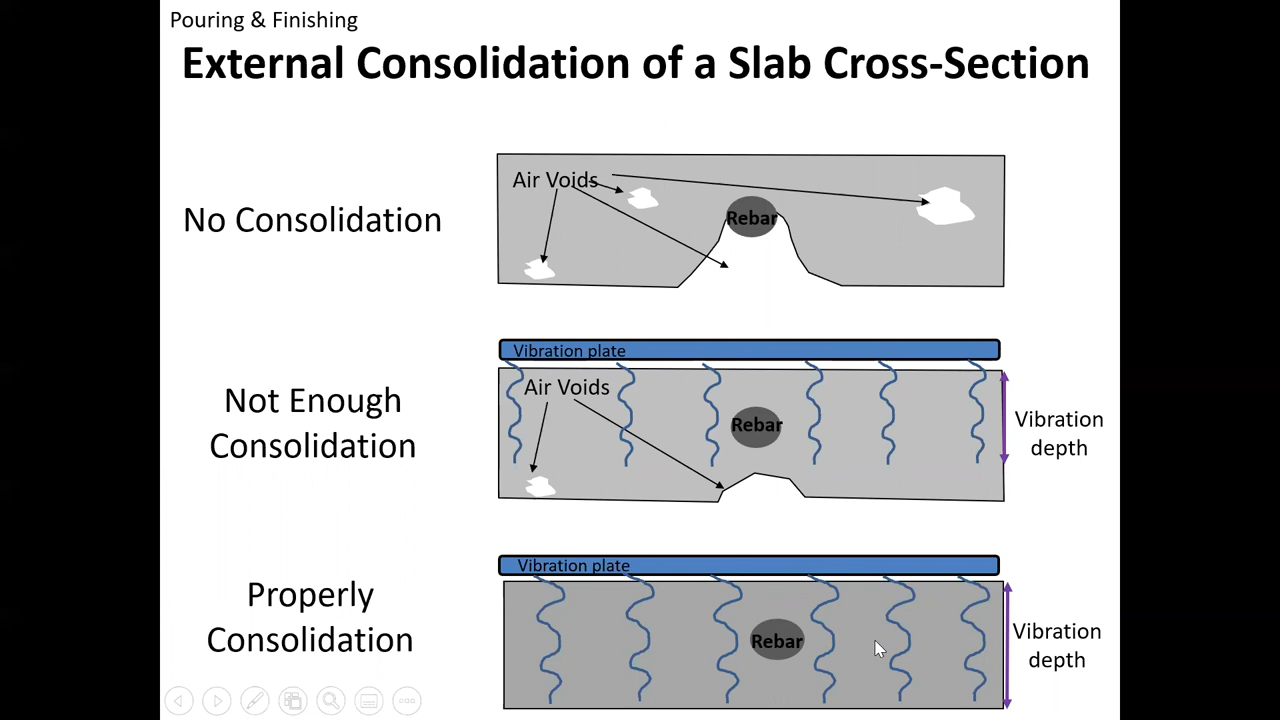 Pouring & Finishing
External Consolidation of a Slab Cross-Section
No Consolidation
Air Voids
Rebar
Not Enough
Consolidation
Vibration plate
Air Voids
Rebar
Vibration
depth
Properly
Consolidation
Vibration plate
Rebar
Vibration
depth